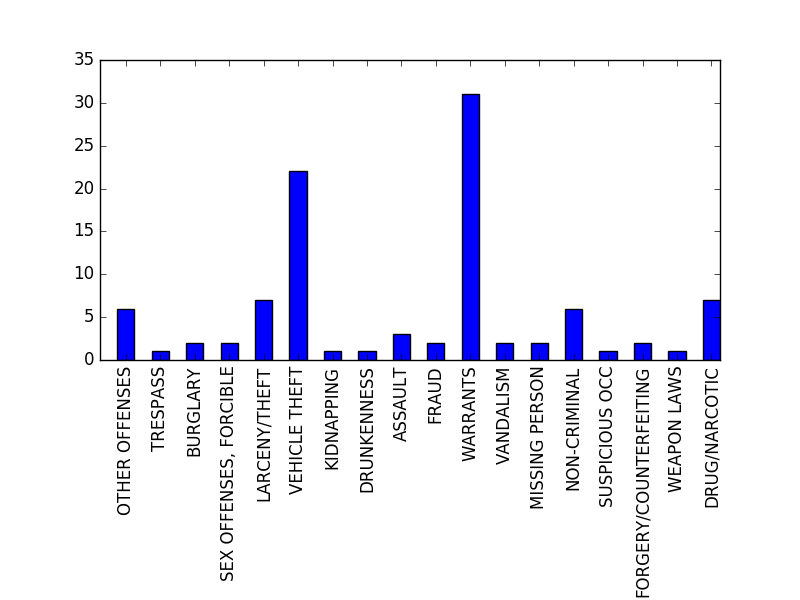 35
30
25
20
15
10
5
0
OTHER OFFENSES
TRESPASS
BURGLARY
SEX OFFENSES, FORCIBLE
LARCENY/THEFT
VEHICLE THEFT
KIDNAPPING
DRUNKENNESS
ASSAULT
FRAUD
WARRANTS
VANDALISM
MISSING PERSON
NON-CRIMINAL
SUSPICIOUS OCC
FORGERY/COUNTERFEITING
WEAPON LAWS
DRUG/NARCOTIC